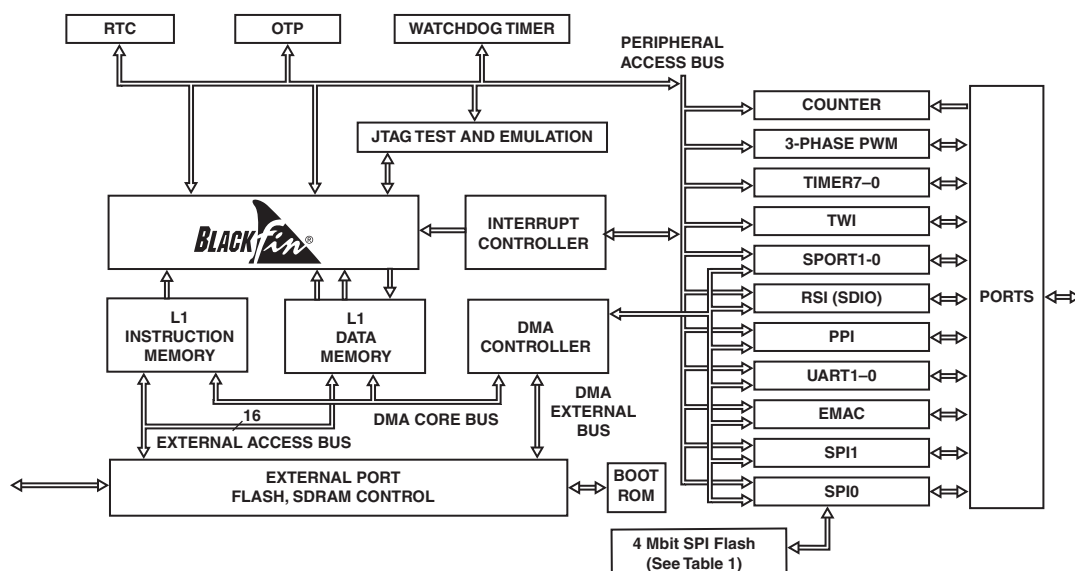 RTC
OTP
WATCHDOG TIMER
PERIPHERAL
ACCESS BUS
JTAG TEST AND EMULATION
BLACKfin®
INTERRUPT
CONTROLLER
L1
INSTRUCTION
MEMORY
L1
DATA
MEMORY
DMA
CONTROLLER
16
DMA CORE BUS
EXTERNAL ACCESS BUS
DMA
EXTERNAL
BUS
EXTERNAL PORT
FLASH, SDRAM CONTROL
BOOT
ROM
COUNTER
3-PHASE PWM
TIMER7–0
TWI
SPORT1-0
RSI (SDIO)
PPI
UART1–0
EMAC
SPI1
SPI0
PORTS
4 Mbit SPI Flash
(See Table 1)